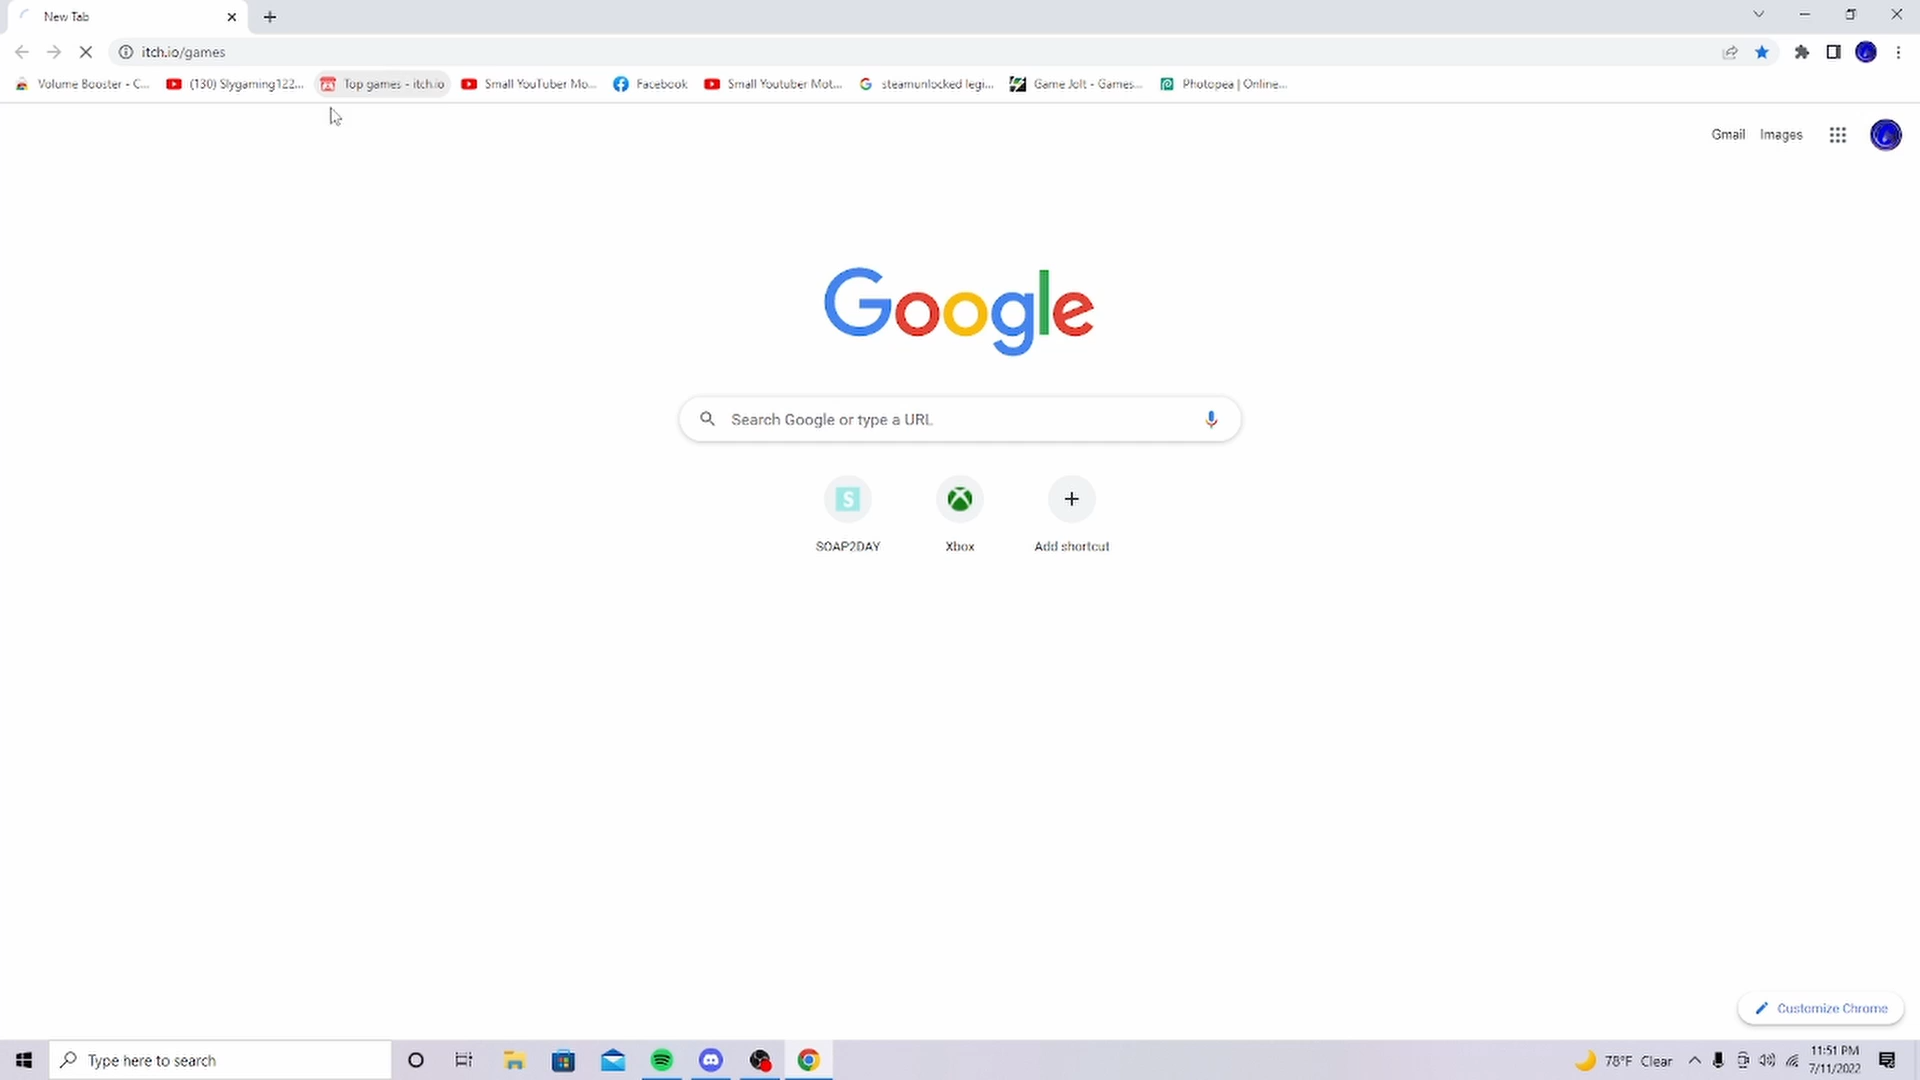 New Tab
itch.io/games
Volume Booster - C...
(130) Slygaming122...
Top games - itch.io
Small YouTuber Mo...
Facebook
Small Youtuber Mot...
steamunlocked legi...
Game Jolt - Games...
Photopea | Online...
Gmail
Images
Google
Search Google or type a URL
S
SOAP2DAY
Xbox
Add shortcut
Customize Chrome
Type here to search
78°F Clear
11:51 PM
7/11/2022